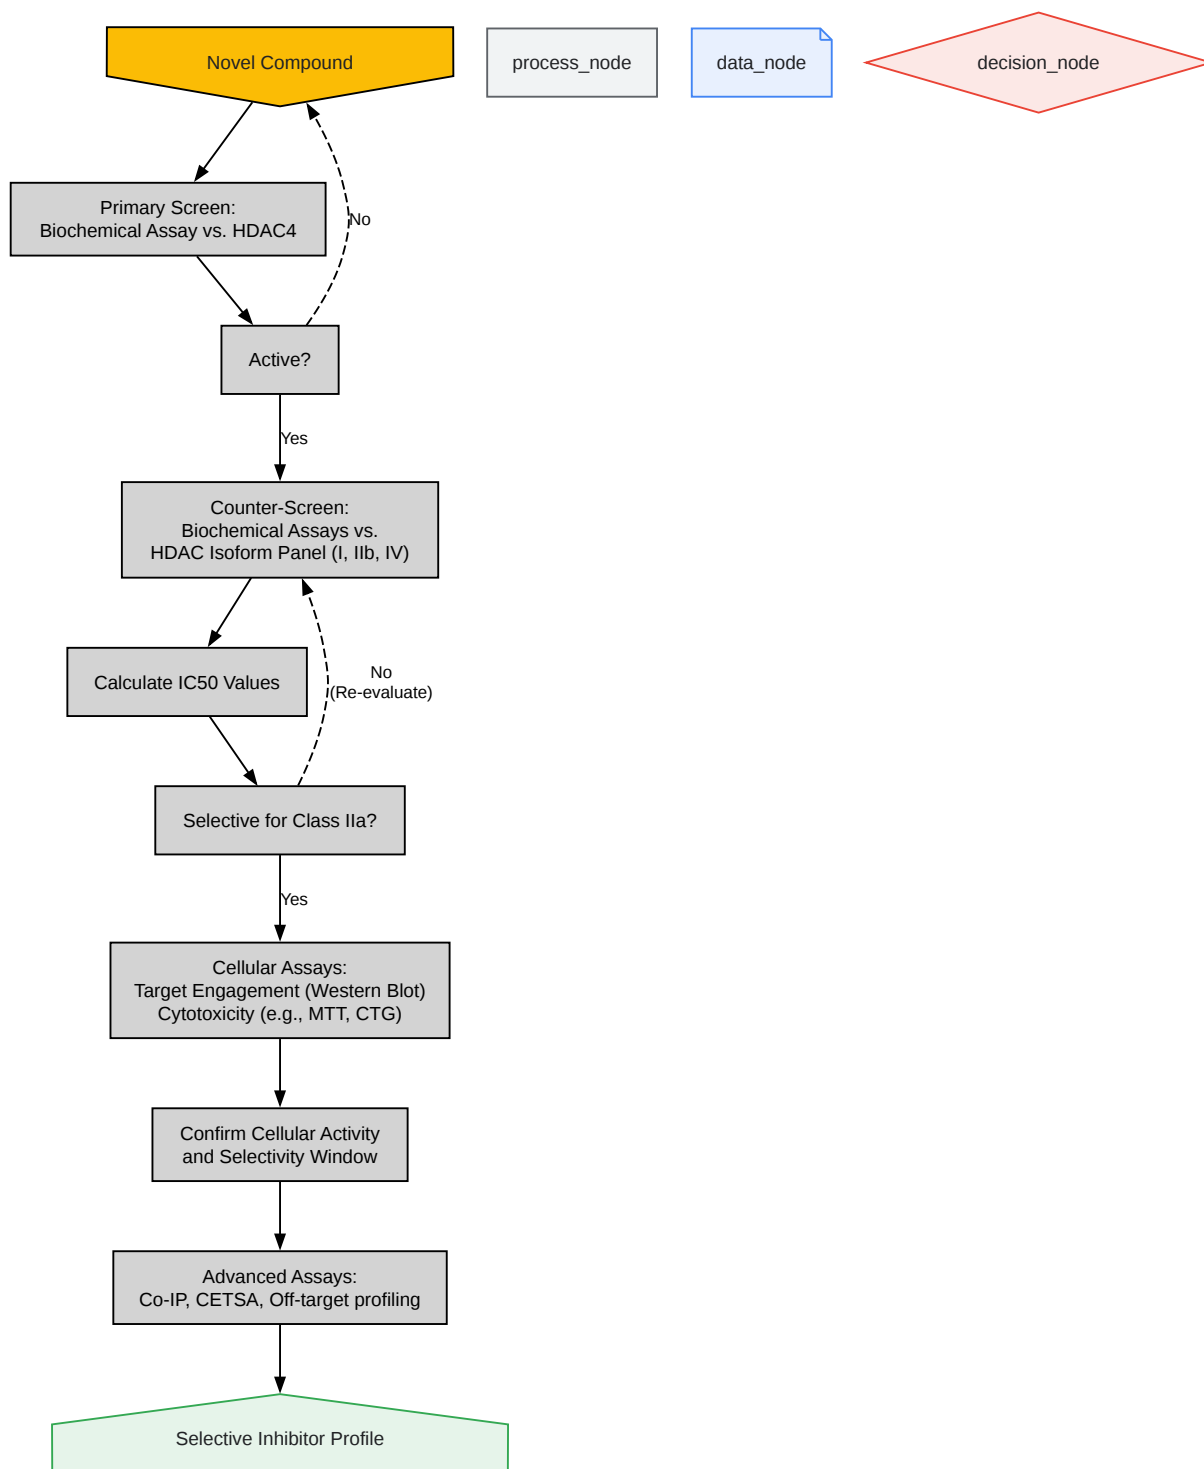 Novel Compound
process_node
data_node
decision_node
Primary Screen:
Biochemical Assay vs. HDAC4
No
Active?
Yes
Counter-Screen:
Biochemical Assays vs.
HDAC Isoform Panel (I, IIb, IV)
Calculate IC50 Values
No
(Re-evaluate)
Selective for Class IIa?
Yes
Cellular Assays:
Target Engagement (Western Blot)
Cytotoxicity (e.g., MTT, CTG)
Confirm Cellular Activity
and Selectivity Window
Advanced Assays:
Co-IP, CETSA, Off-target profiling
Selective Inhibitor Profile